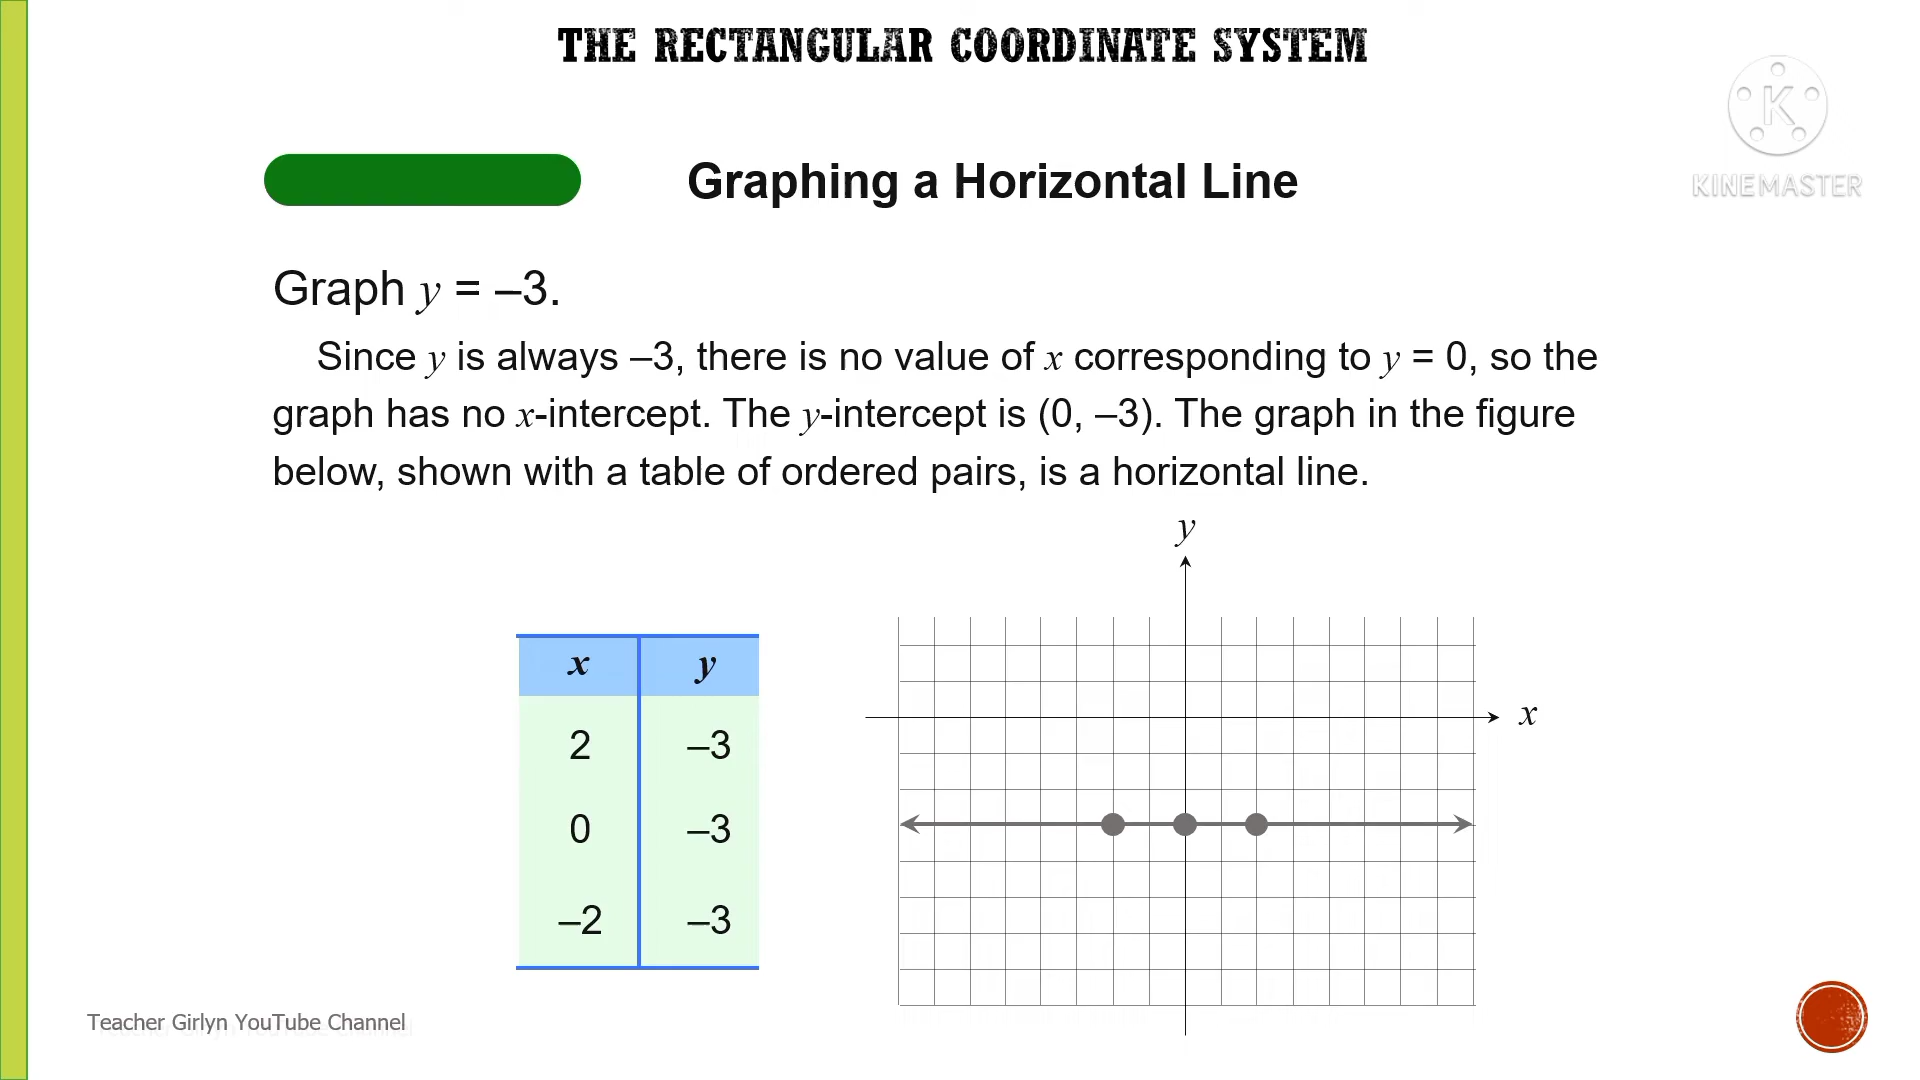 THE RECTANGULAR COORDINATE SYSTEM
K
KINEMASTER
Graphing a Horizontal Line
Graph y = –3.
Since y is always –3, there is no value of x corresponding to y = 0, so the
graph has no x-intercept. The y-intercept is (0, –3). The graph in the figure
below, shown with a table of ordered pairs, is a horizontal line.
x y
2 –3
0 –3
–2 –3
y
x
Teacher Girlyn YouTube Channel